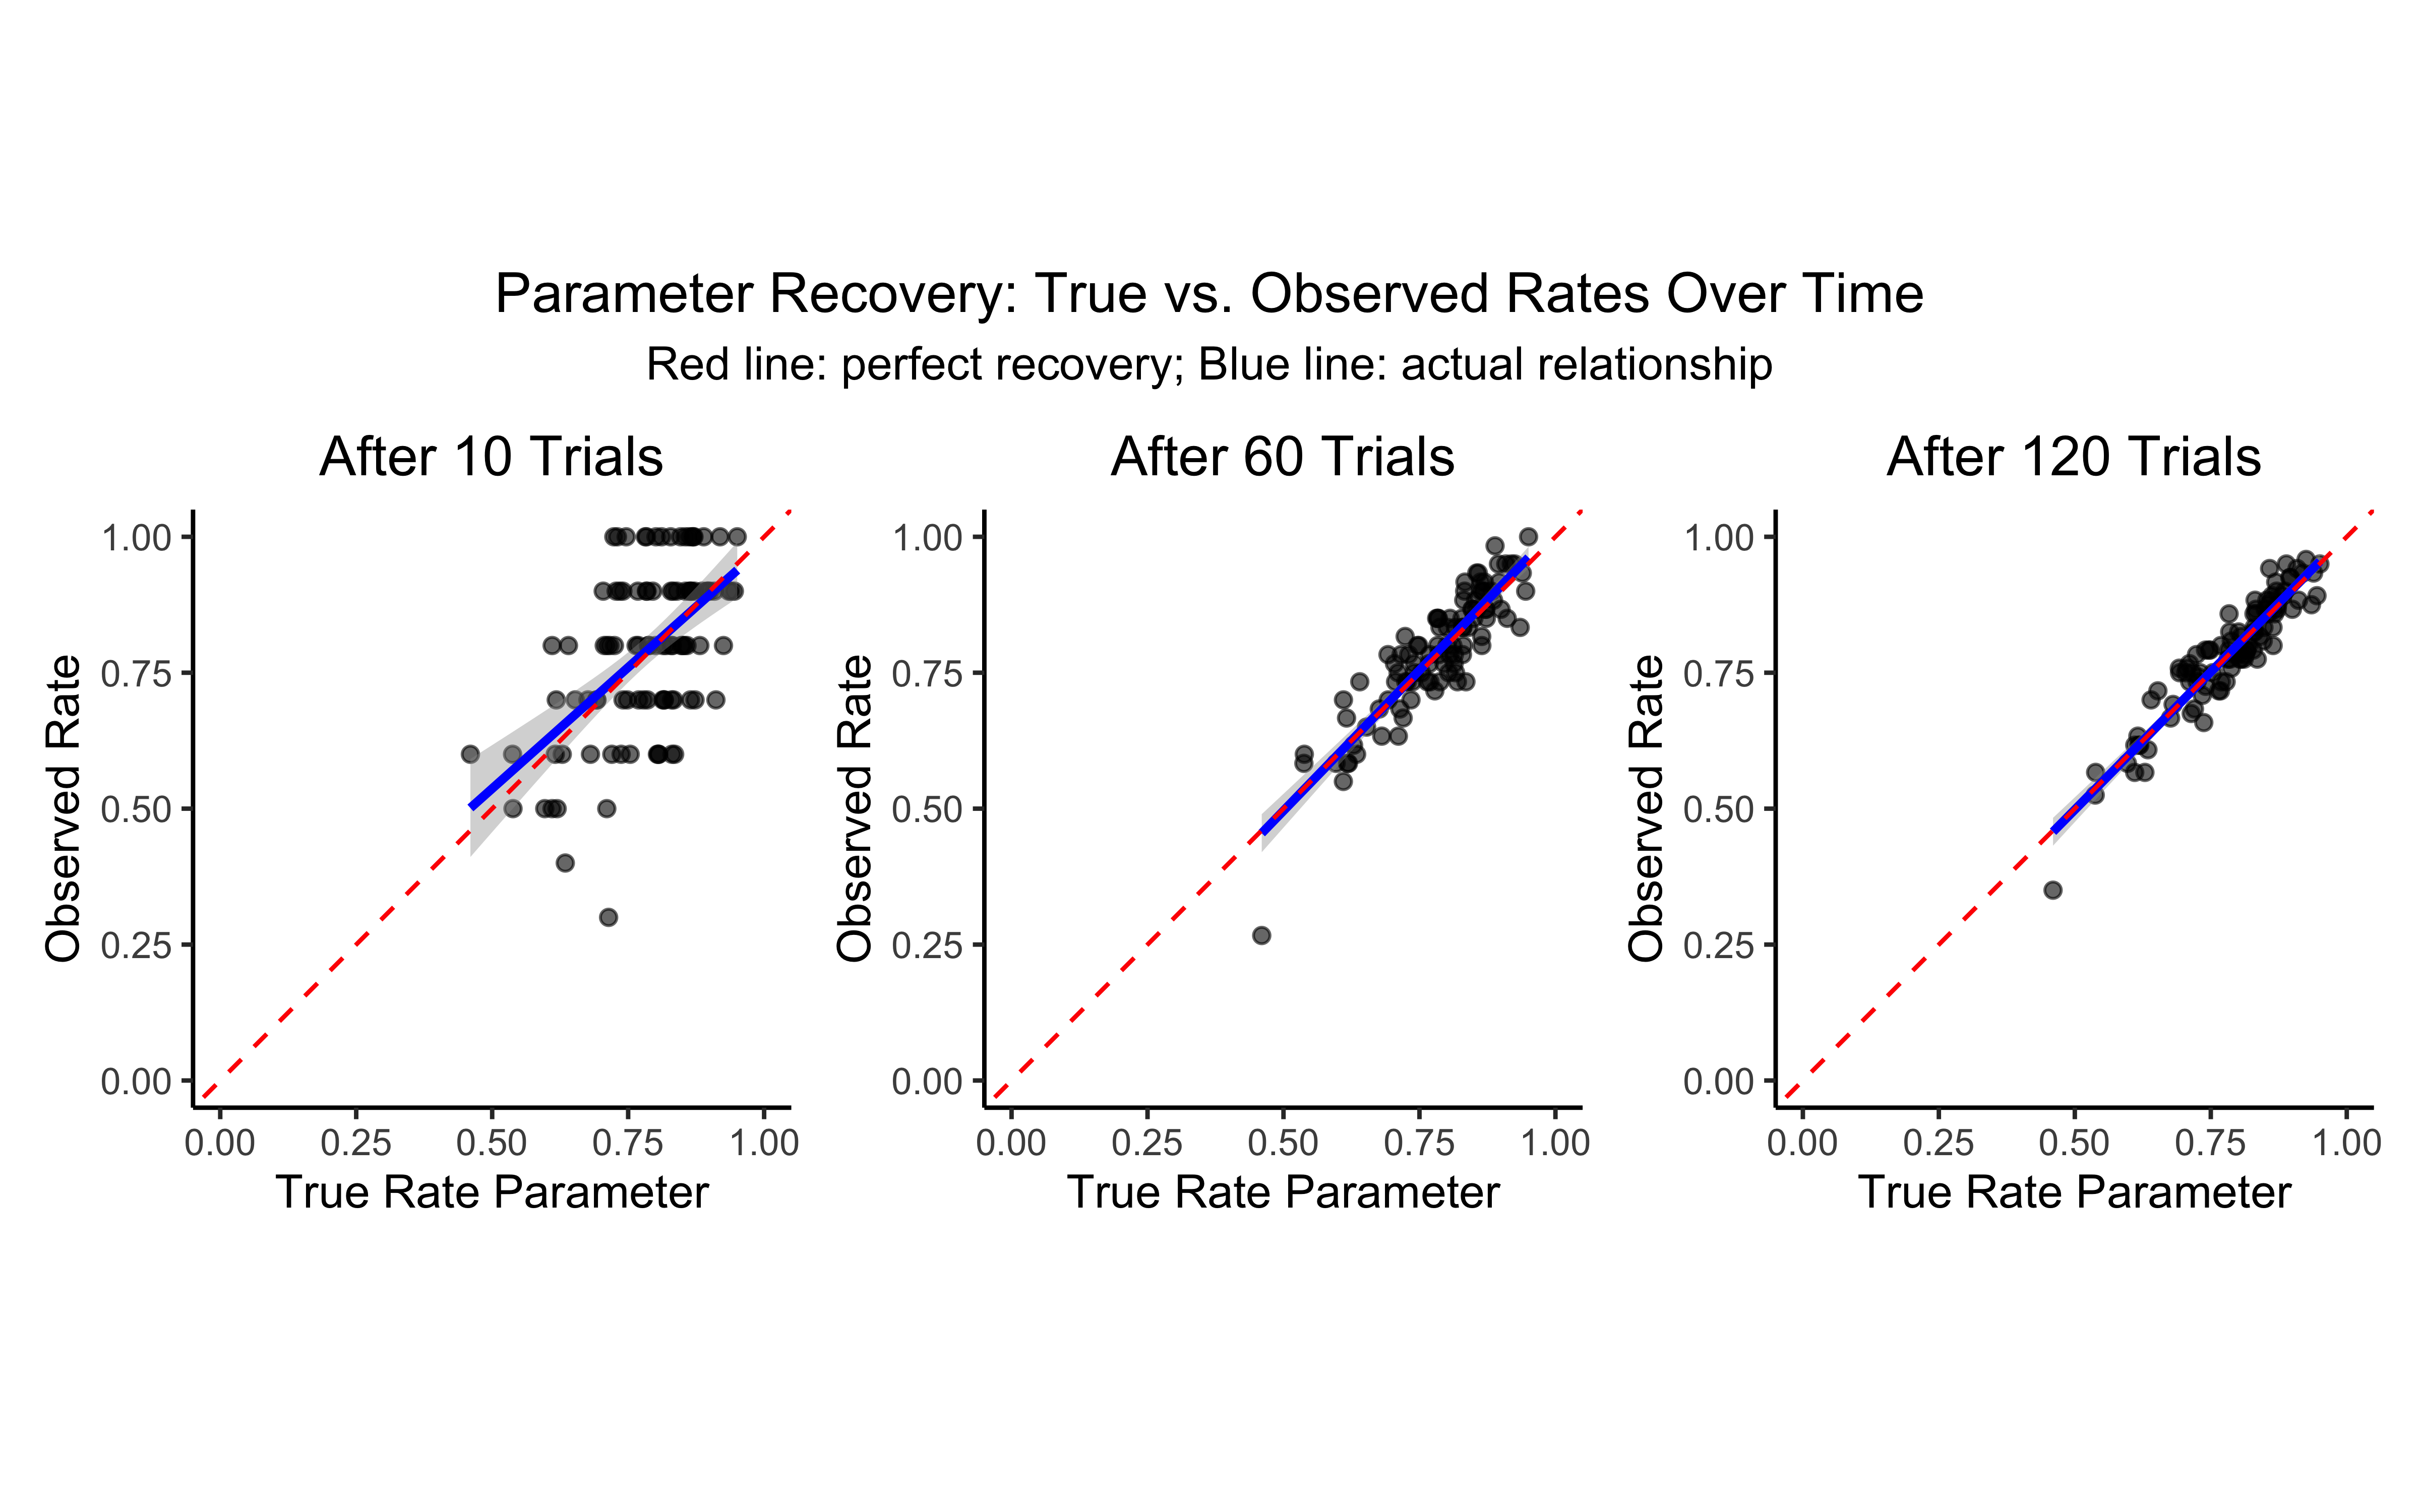 Parameter Recovery: True vs. Observed Rates Over Time
Red line: perfect recovery; Blue line: actual relationship
After 10 Trials
Observed Rate
1.00
0.75
0.50
0.25
0.00
0.00 0.25 0.50 0.75 1.00
True Rate Parameter
After 60 Trials
Observed Rate
1.00
0.75
0.50
0.25
0.00
0.00 0.25 0.50 0.75 1.00
True Rate Parameter
After 120 Trials
Observed Rate
1.00
0.75
0.50
0.25
0.00
0.00 0.25 0.50 0.75 1.00
True Rate Parameter